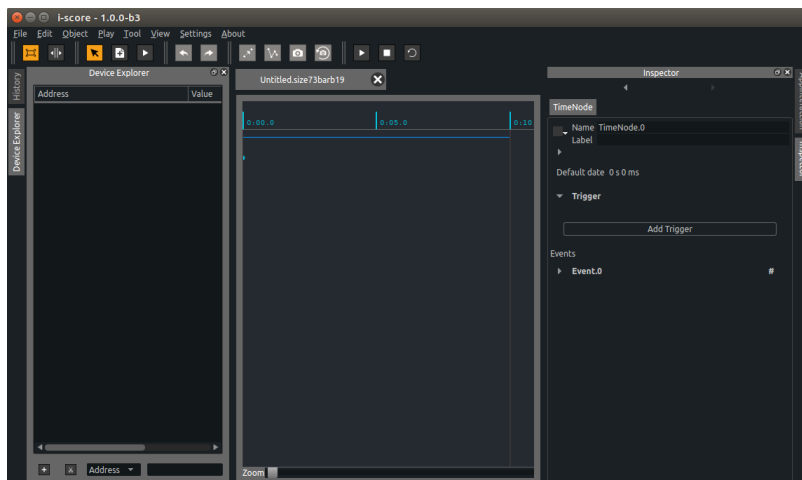 i-score - 1.0.0-b3
File Edit Object Play Tool View Settings About
Device Explorer
Untitled.size73barb19
Inspector
History
Device Explorer
Address Value
0:00.0 0:05.0 0:10
TimeNode
Name TimeNode.0
Label
Default date 0 s 0 ms
Trigger
Add Trigger
Events
Event.0 #
Address
Zoom